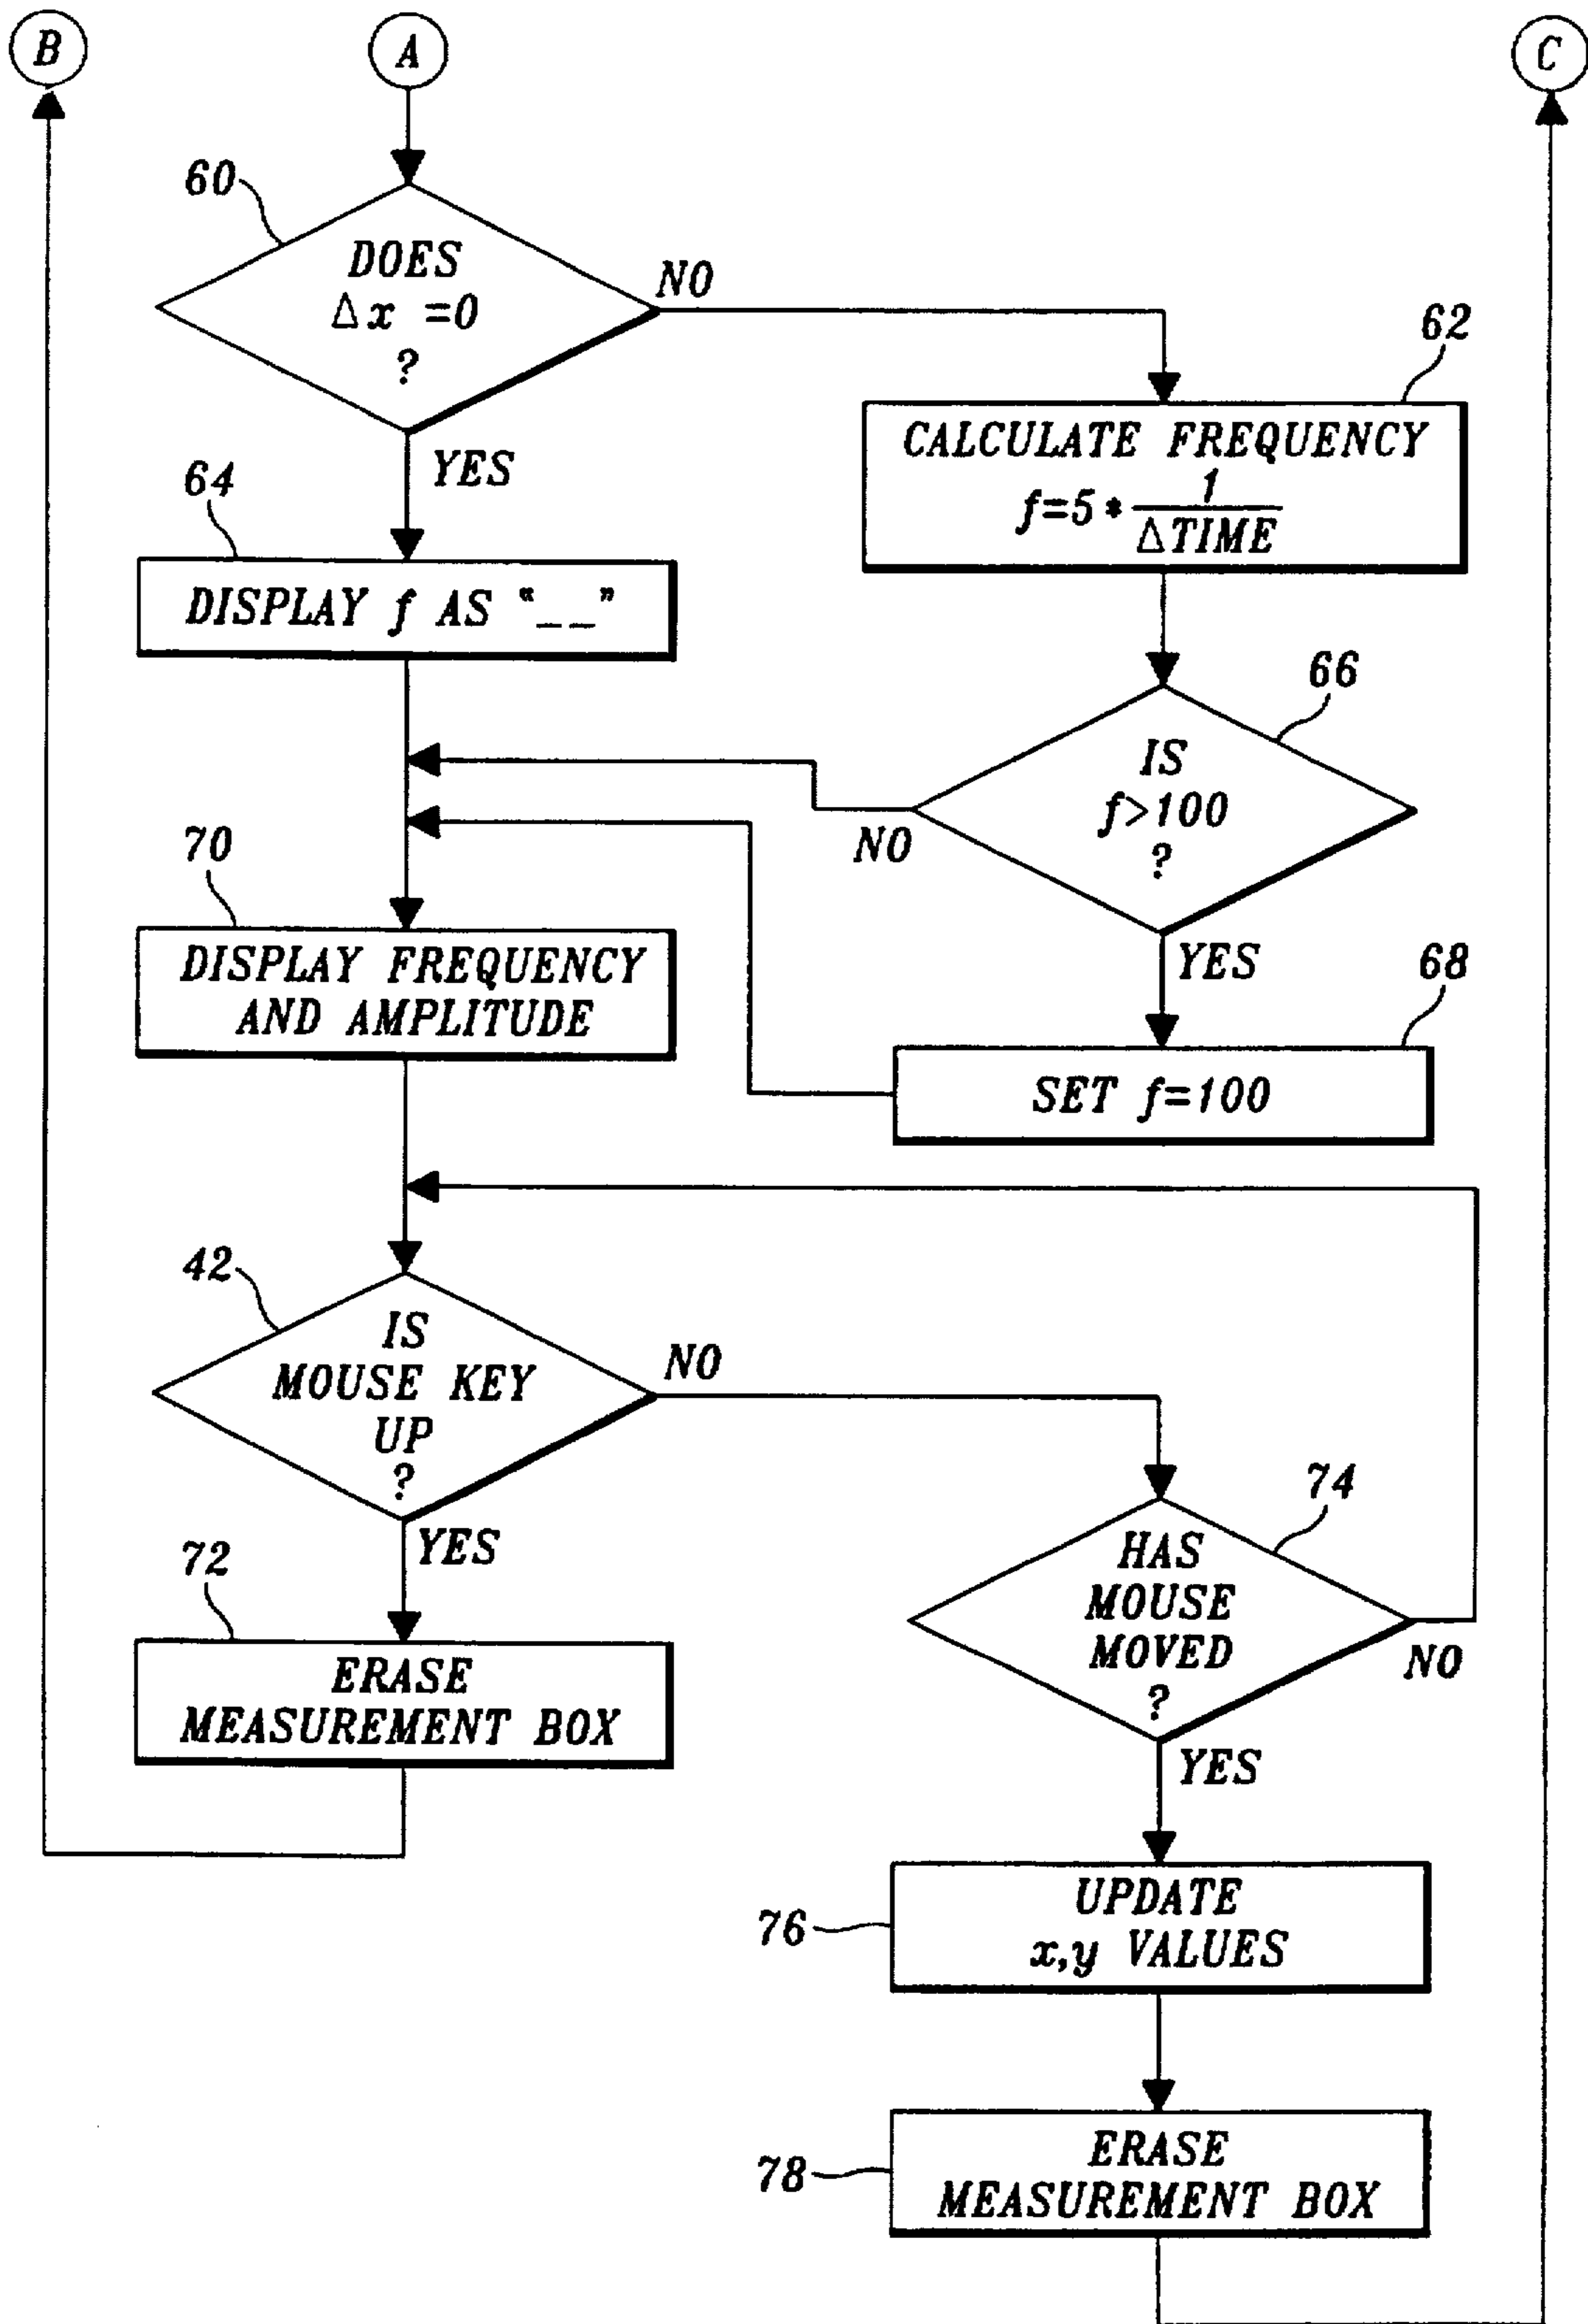 B
A
C
60
DOES
Δx =0
?
NO
YES
62
CALCULATE FREQUENCY
f=5 * 1
ΔTIME
64
DISPLAY f AS "_ _"
66
IS
f>100
?
NO
YES
68
SET f=100
70
DISPLAY FREQUENCY
AND AMPLITUDE
42
IS
MOUSE KEY
UP
?
NO
YES
72
ERASE
MEASUREMENT BOX
74
HAS
MOUSE
MOVED
?
NO
YES
76
UPDATE
x,y VALUES
78
ERASE
MEASUREMENT BOX